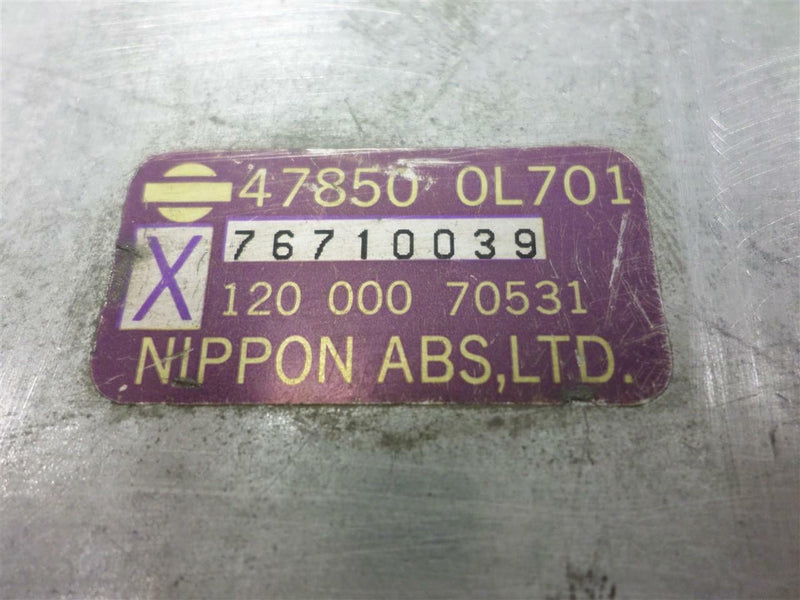 47850 0L701
X 76710039
120 000 70531
NIPPON ABS,LTD.